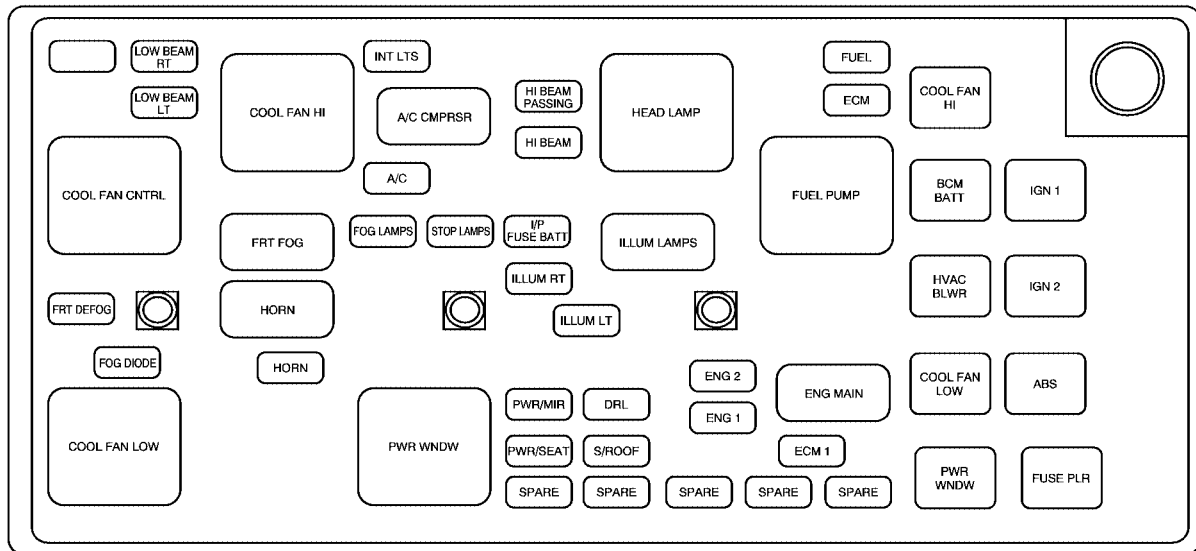 LOW BEAM
RT
LOW BEAM
LT
COOL FAN HI
INT LTS
A/C CMPRSR
A/C
HI BEAM
PASSING
HI BEAM
HEAD LAMP
FUEL
ECM
COOL FAN
HI
COOL FAN CNTRL
FUEL PUMP
BCM
BATT
IGN 1
FRT FOG
FOG LAMPS
STOP LAMPS
I/P
FUSE BATT
ILLUM LAMPS
ILLUM RT
HVAC
BLWR
IGN 2
FRT DEFOG
HORN
ILLUM LT
FOG DIODE
HORN
ENG 2
ENG 1
ENG MAIN
COOL FAN
LOW
ABS
COOL FAN LOW
PWR WNDW
PWR/MIR
DRL
PWR/SEAT
S/ROOF
ECM 1
SPARE
SPARE
SPARE
SPARE
SPARE
PWR
WNDW
FUSE PLR